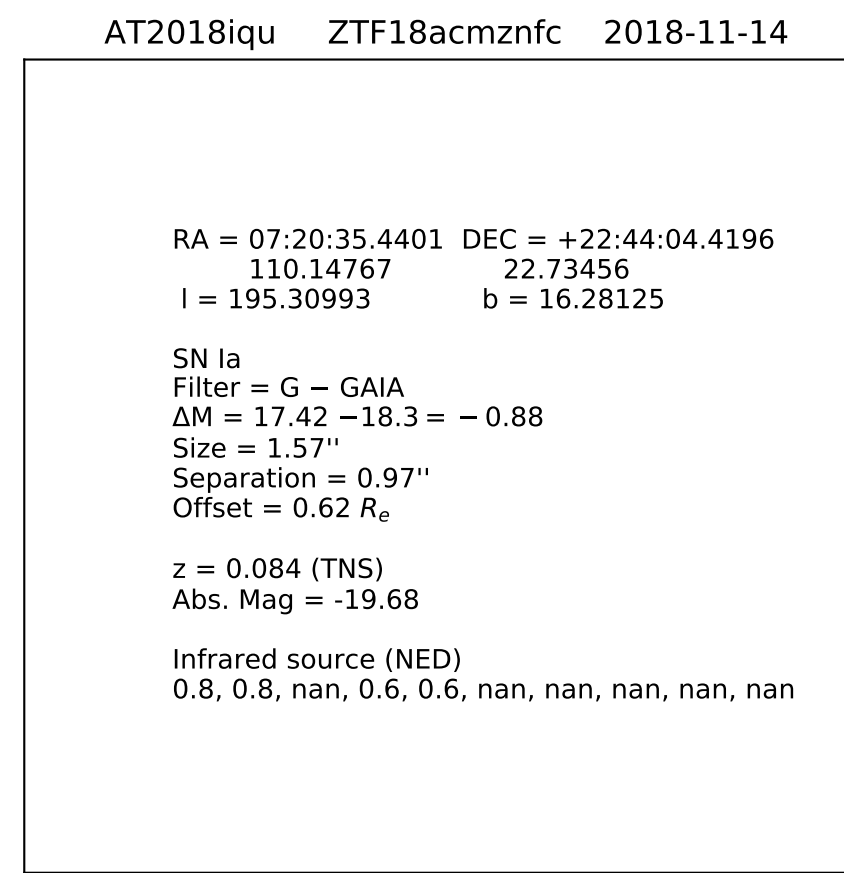 AT2018iqu ZTF18acmznfc 2018-11-14
RA = 07:20:35.4401 DEC = +22:44:04.4196
110.14767 22.73456
l = 195.30993 b = 16.28125
SN Ia
Filter = G − GAIA
ΔM = 17.42 −18.3 = − 0.88
Size = 1.57''
Separation = 0.97''
Offset = 0.62 Re
z = 0.084 (TNS)
Abs. Mag = -19.68
Infrared source (NED)
0.8, 0.8, nan, 0.6, 0.6, nan, nan, nan, nan, nan